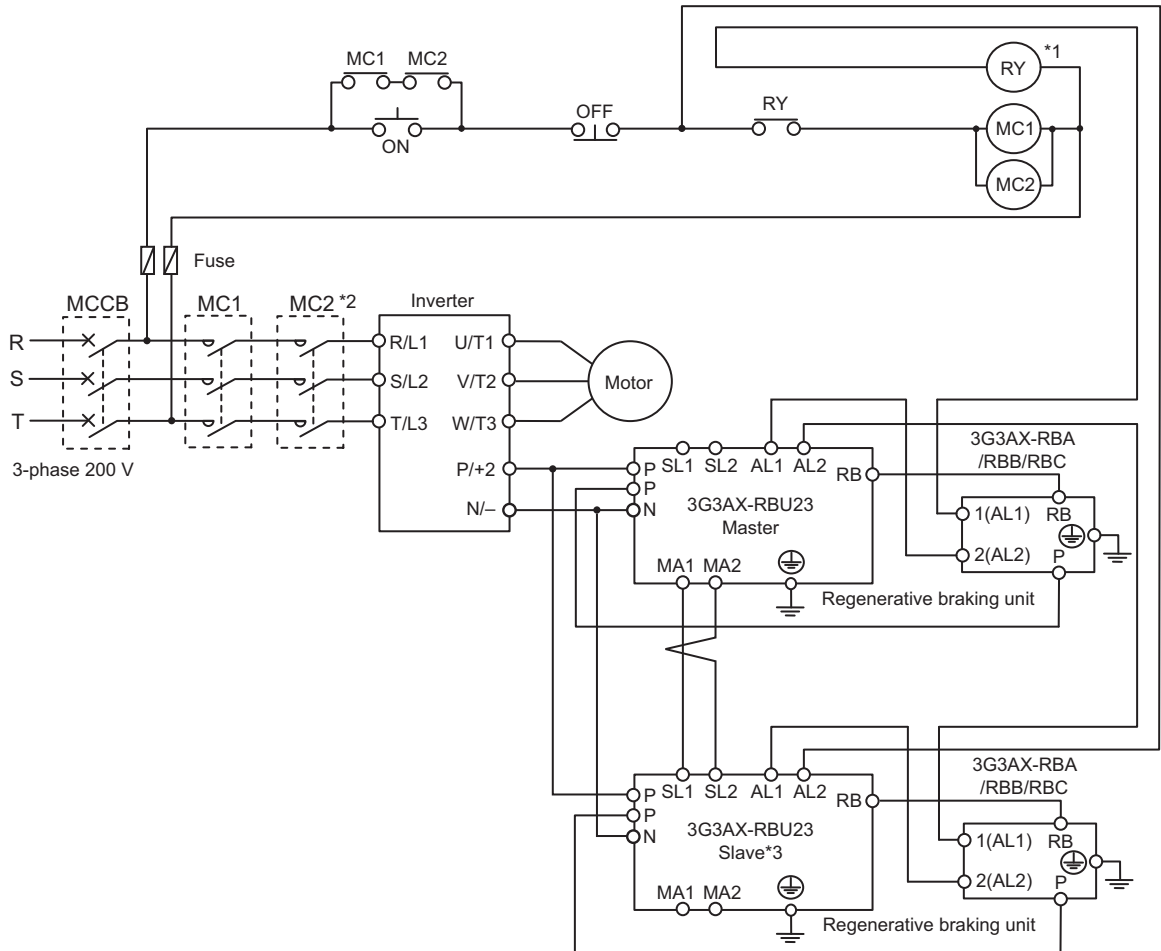 MC1 MC2
RY *1
ON
OFF
RY
MC1
MC2
Fuse
MCCB
MC1
MC2 *2
Inverter
R
S
T
3-phase 200 V
R/L1 U/T1
S/L2 V/T2
T/L3 W/T3
P/+2
N/–
Motor
P SL1 SL2 AL1 AL2 RB
P
N
3G3AX-RBU23
Master
MA1 MA2
Regenerative braking unit
3G3AX-RBA
/RBB/RBC
1(AL1) RB
2(AL2) P
P SL1 SL2 AL1 AL2 RB
P
N
3G3AX-RBU23
Slave*3
MA1 MA2
Regenerative braking unit
3G3AX-RBA
/RBB/RBC
1(AL1) RB
2(AL2) P